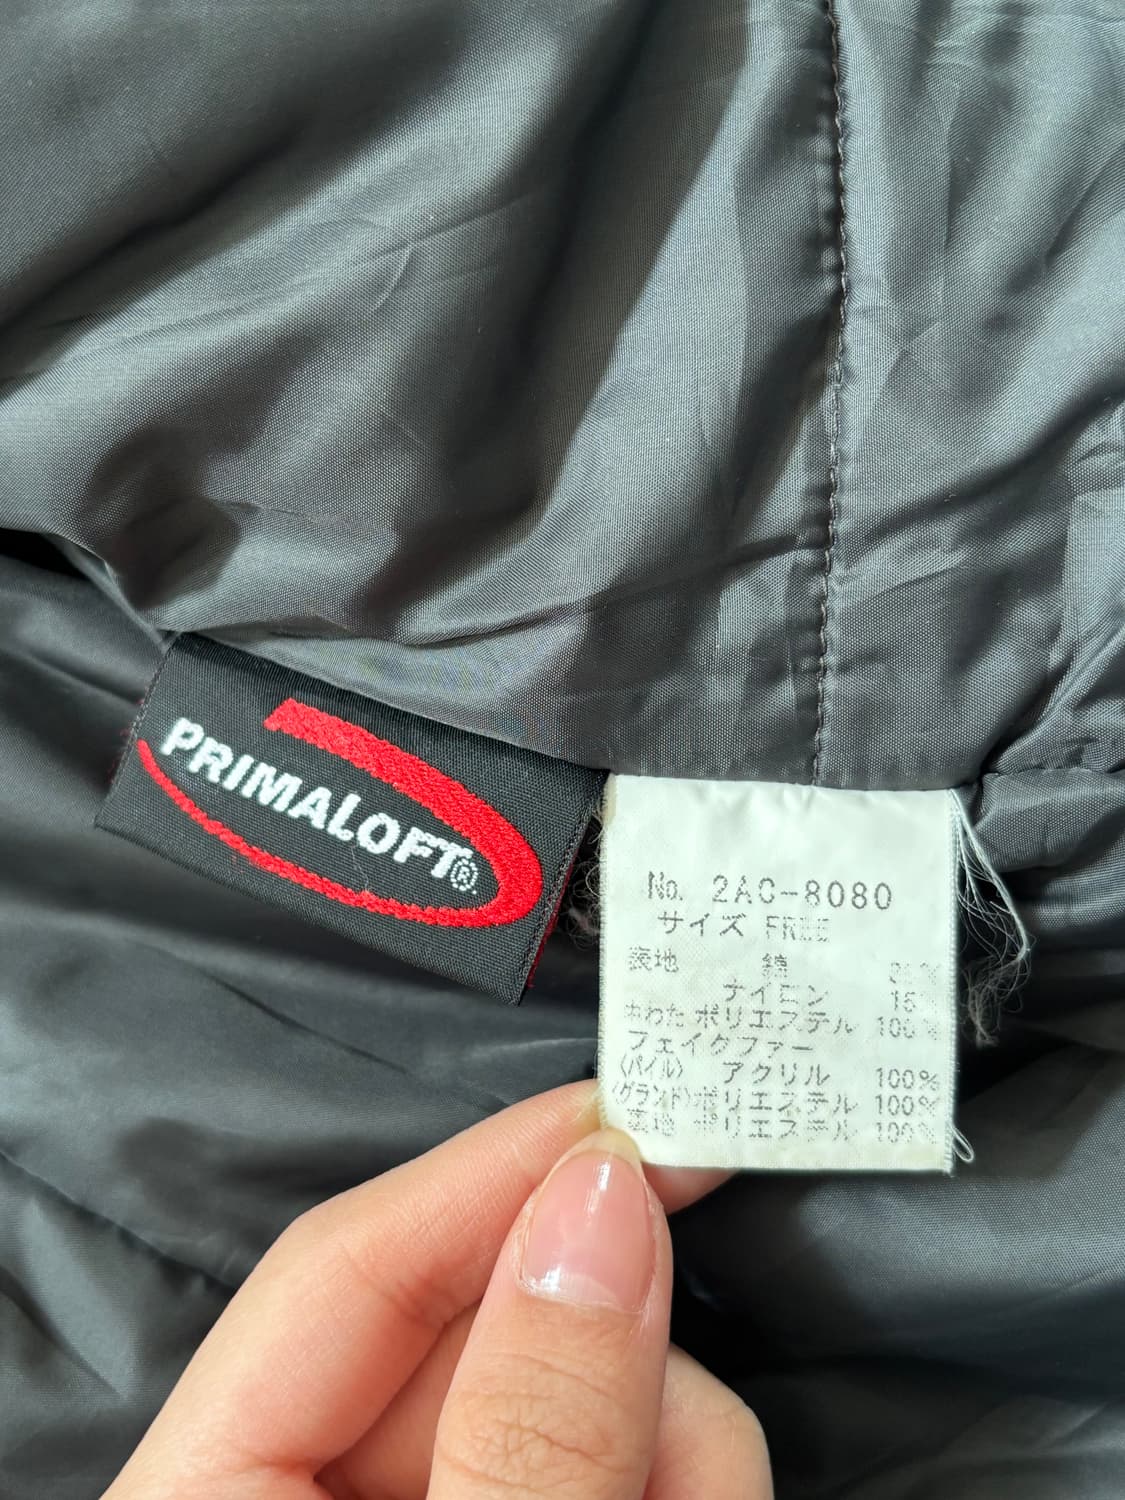 PRIMALOFT®
No. 2AC-8080
サイズ FREE
表地 綿
ナイロン 15
中わた ポリエステル 100%
フェイクファー
(パイル) アクリル 100%
(グランド)ポリエステル 100%
裏地 ポリエステル 100%